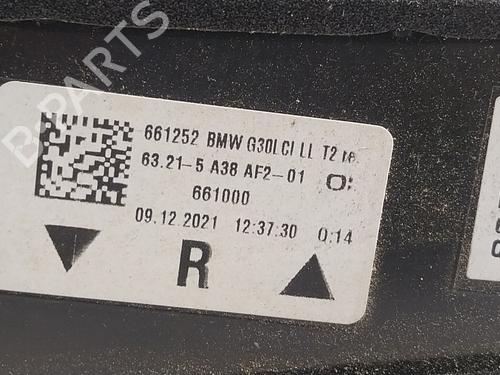 B-PARTS
661252 BMW G30LCI LL T2 re.
63.21-5 A38 AF2-01 O:
661000
09.12.2021 12:37:30 0:14
R